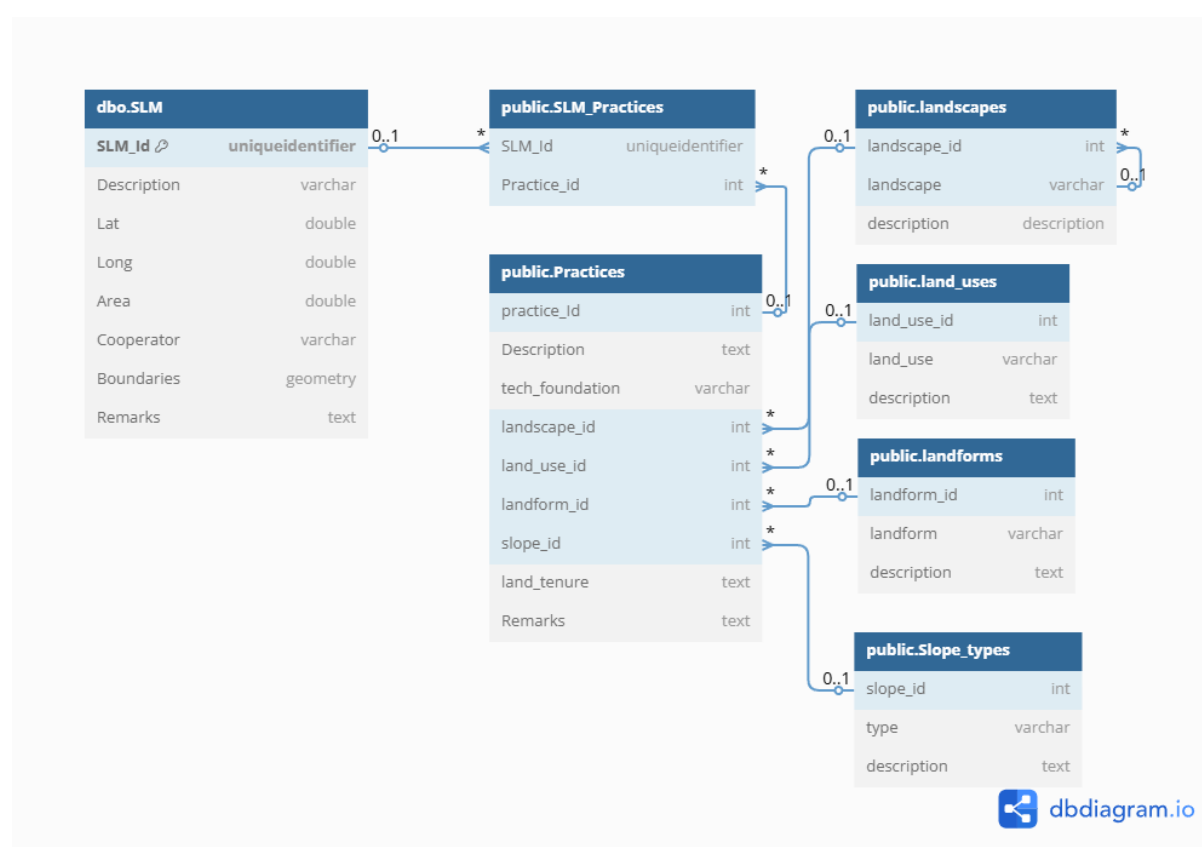 dbo.SLM
SLM_Id uniqueidentifier
Description varchar
Lat double
Long double
Area double
Cooperator varchar
Boundaries geometry
Remarks text
0..1
*
public.SLM_Practices
SLM_Id uniqueidentifier
Practice_id int
*
public.Practices
practice_Id int
0..1
Description text
tech_foundation varchar
landscape_id int
*
land_use_id int
*
landform_id int
*
slope_id int
*
land_tenure text
Remarks text
public.landscapes
0..1
landscape_id int
*
landscape varchar
0..1
description description
public.land_uses
0..1
land_use_id int
land_use varchar
description text
public.landforms
0..1
landform_id int
landform varchar
description text
public.Slope_types
0..1
slope_id int
type varchar
description text
dbdiagram.io